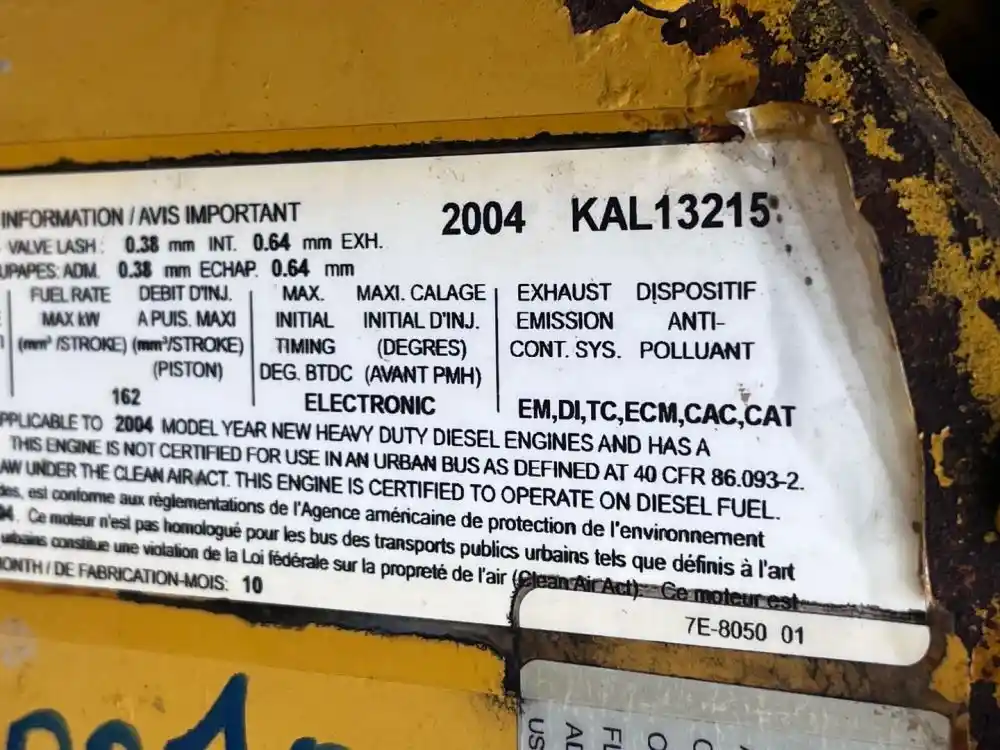 INFORMATION / AVIS IMPORTANT
2004 KAL13215
VALVE LASH: 0.38 mm INT. 0.64 mm EXH.
UPAPES: ADM. 0.38 mm ECHAP. 0.64 mm
FUEL RATE DEBIT D'INJ. MAX. MAXI. CALAGE EXHAUST DISPOSITIF
MAX kW A PUIS. MAXI INITIAL INITIAL D'INJ. EMISSION ANTI-
(mm³ /STROKE) (mm³/STROKE) TIMING (DEGRES) CONT. SYS. POLLUANT
(PISTON) DEG. BTDC (AVANT PMH)
162 ELECTRONIC EM,DI,TC,ECM,CAC,CAT
PPLICABLE TO 2004 MODEL YEAR NEW HEAVY DUTY DIESEL ENGINES AND HAS A
THIS ENGINE IS NOT CERTIFIED FOR USE IN AN URBAN BUS AS DEFINED AT 40 CFR 86.093-2.
AW UNDER THE CLEAN AIR ACT. THIS ENGINE IS CERTIFIED TO OPERATE ON DIESEL FUEL.
des, est conforme aux règlementations de l'Agence américaine de protection de l'environnement
04. Ce moteur n'est pas homologué pour les bus des transports publics urbains tels que définis à l'art
urbains constitue une violation de la Loi fédérale sur la propreté de l'air (Clean Air Act). Ce moteur est
MONTH / DE FABRICATION-MOIS: 10
7E-8050 01